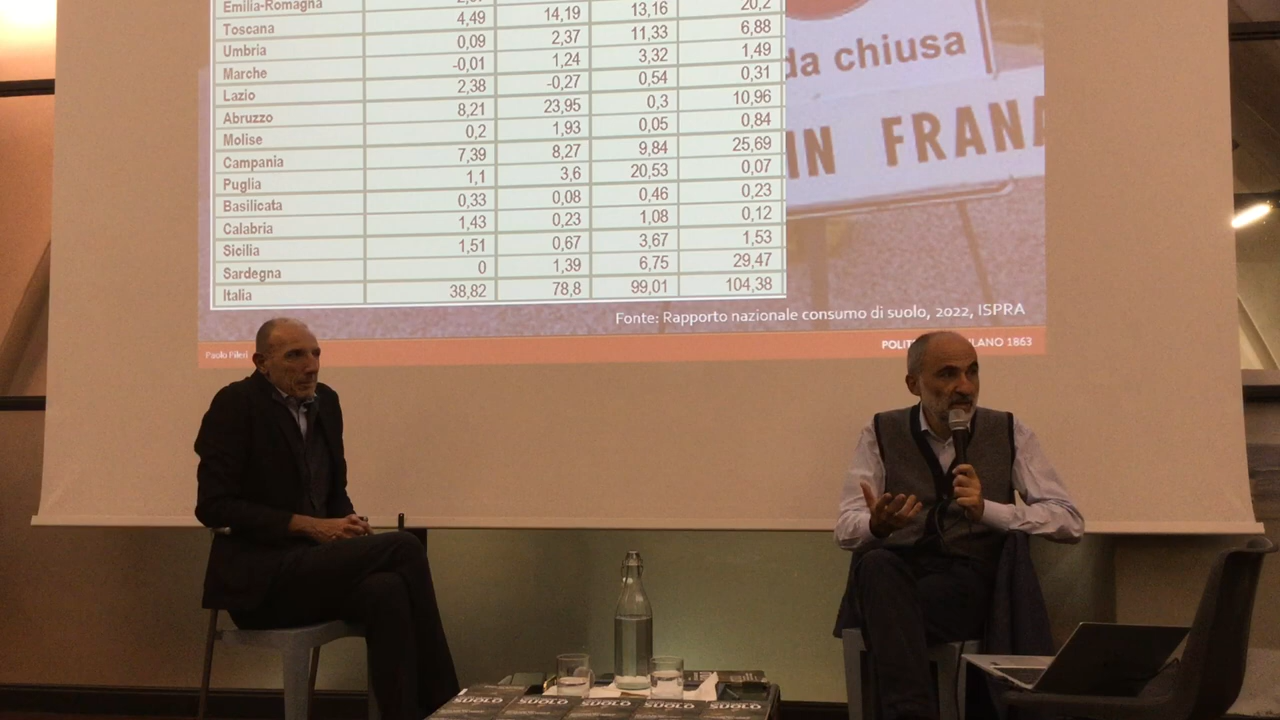 Emilia-Romagna
Toscana 4,49 14,19 13,16 20,2
Umbria 0,09 2,37 11,33 6,88
Marche -0,01 1,24 3,32 1,49
Lazio 2,38 -0,27 0,54 0,31
Abruzzo 8,21 23,95 0,3 10,96
Molise 0,2 1,93 0,05 0,84
Campania 7,39 8,27 9,84 25,69
Puglia 1,1 3,6 20,53 0,07
Basilicata 0,33 0,08 0,46 0,23
Calabria 1,43 0,23 1,08 0,12
Sicilia 1,51 0,67 3,67 1,53
Sardegna 0 1,39 6,75 29,47
Italia 38,82 78,8 99,01 104,38
da chiusa
IN FRANA
Fonte: Rapporto nazionale consumo di suolo, 2022, ISPRA
Paolo Pileri
POLIT ILANO 1863
SUOLO SUOLO SUOLO SUOLO SUOLO